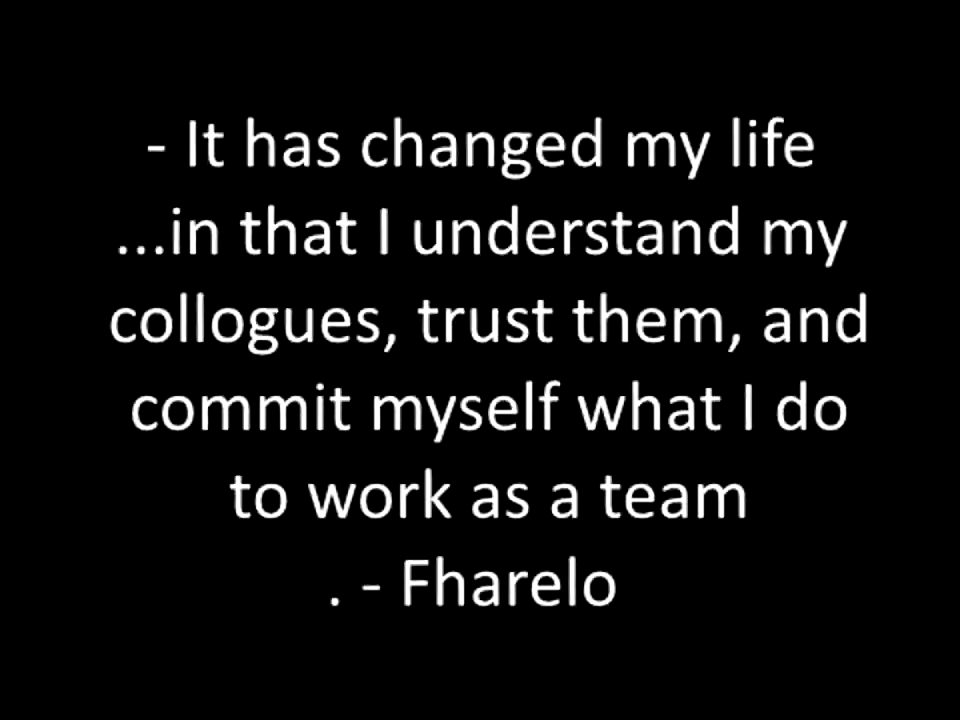 - It has changed my life
...in that I understand my
collogues, trust them, and
commit myself what I do
to work as a team
. - Fharelo